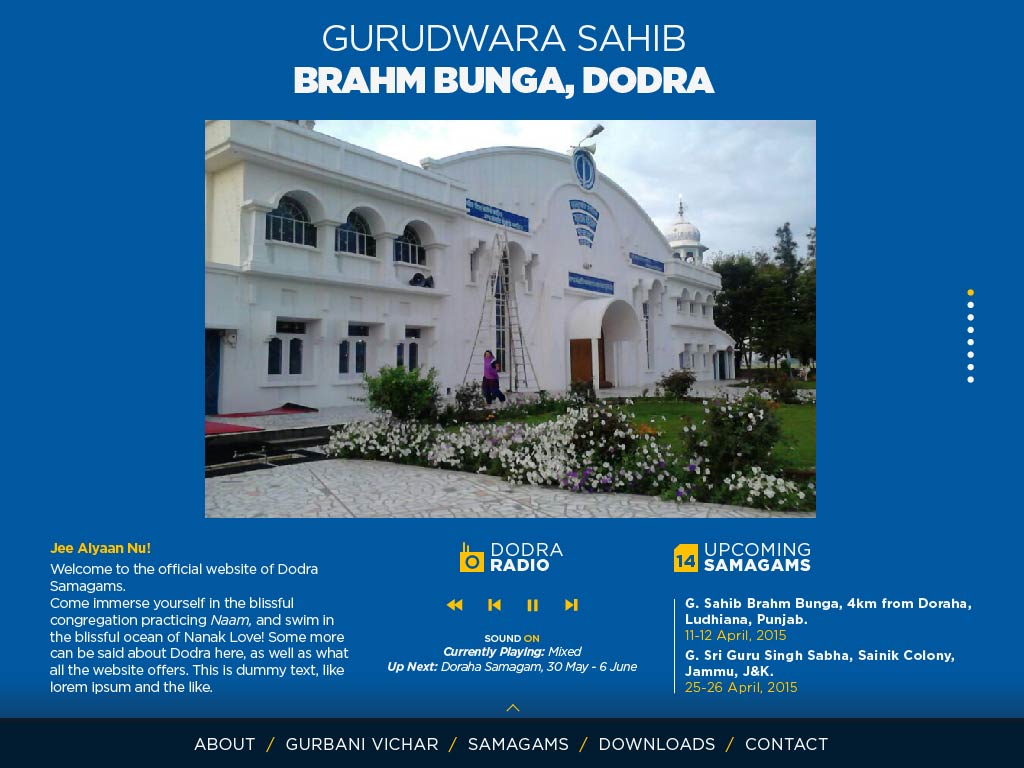 GURUDWARA SAHIB
BRAHM BUNGA, DODRA
Jee AIyaan Nu!
Welcome to the official website of Dodra
Samagams.
Come immerse yourself in the blissful
congregation practicing Naam, and swim in
the blissful ocean of Nanak Love! Some more
can be said about Dodra here, as well as what
all the website offers. This is dummy text, like
lorem ipsum and the like.
DODRA
RADIO
SOUND ON
Currently Playing: Mixed
Up Next: Doraha Samagam, 30 May - 6 June
14
UPCOMING
SAMAGAMS
G. Sahib Brahm Bunga, 4km from Doraha,
Ludhiana, Punjab.
11-12 April, 2015
G. Sri Guru Singh Sabha, Sainik Colony,
Jammu, J&K.
25-26 April, 2015
ABOUT / GURBANI VICHAR / SAMAGAMS / DOWNLOADS / CONTACT